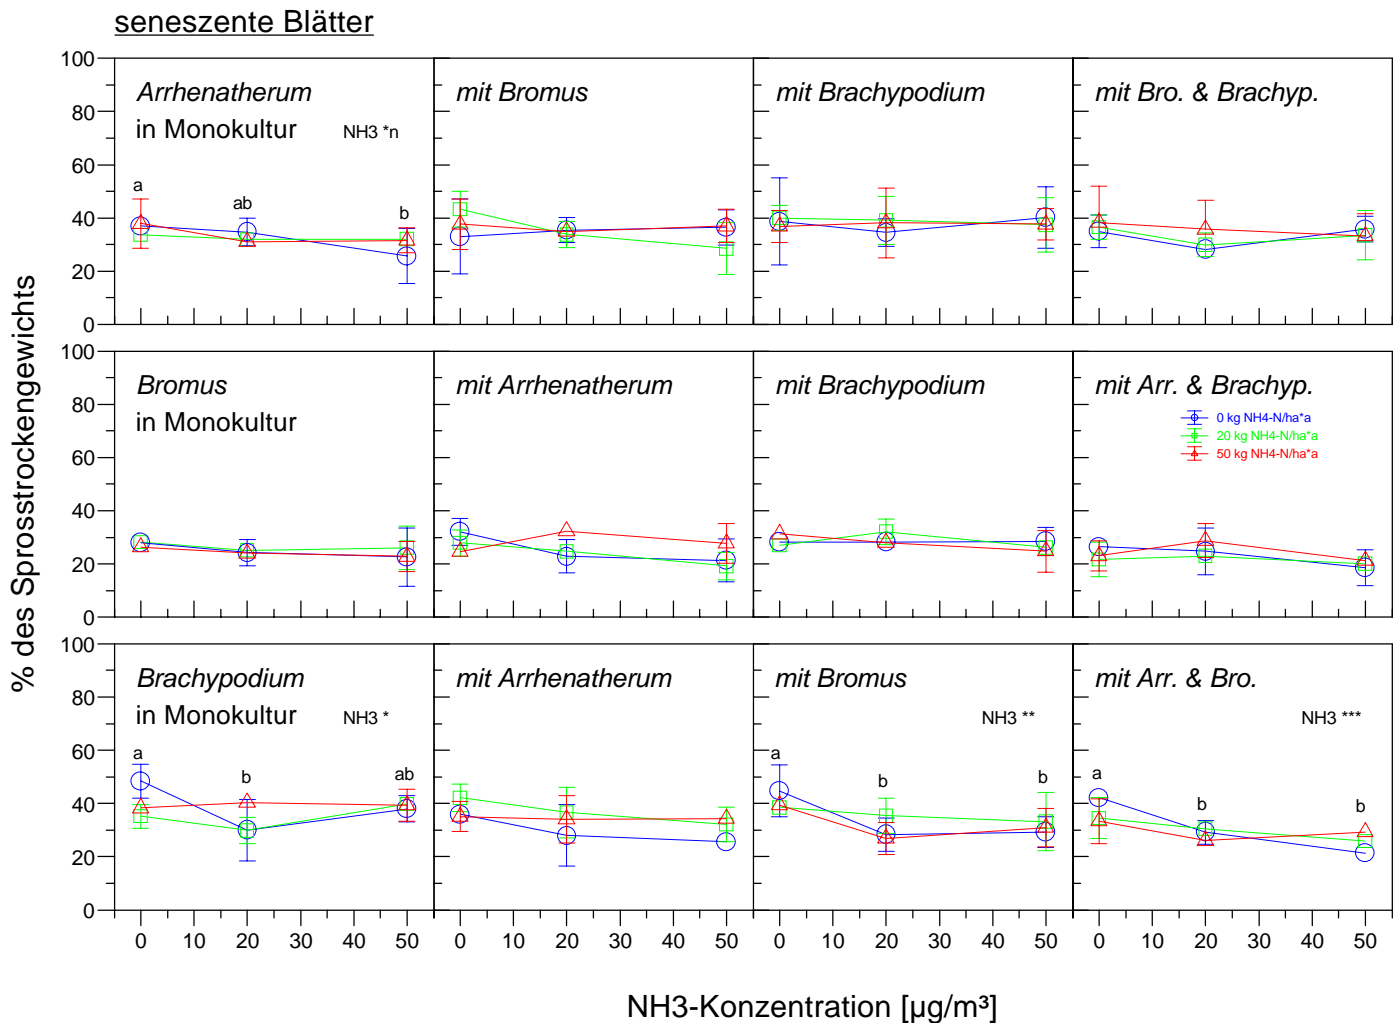 seneszente Blätter
% des Sprosstrockengewichts
100
80
60
40
20
0
Arrhenatherum
in Monokultur
NH3 *n
a
ab
b
mit Bromus
mit Brachypodium
mit Bro. & Brachyp.
100
80
60
40
20
0
Bromus
in Monokultur
mit Arrhenatherum
mit Brachypodium
mit Arr. & Brachyp.
0 kg NH4-N/ha*a
20 kg NH4-N/ha*a
50 kg NH4-N/ha*a
100
80
60
40
20
0
Brachypodium
in Monokultur
NH3 *
a
b
ab
mit Arrhenatherum
mit Bromus
NH3 **
a
b
b
mit Arr. & Bro.
NH3 ***
a
b
b
0 10 20 30 40 50
0 10 20 30 40 50
0 10 20 30 40 50
0 10 20 30 40 50
NH3-Konzentration [µg/m³]